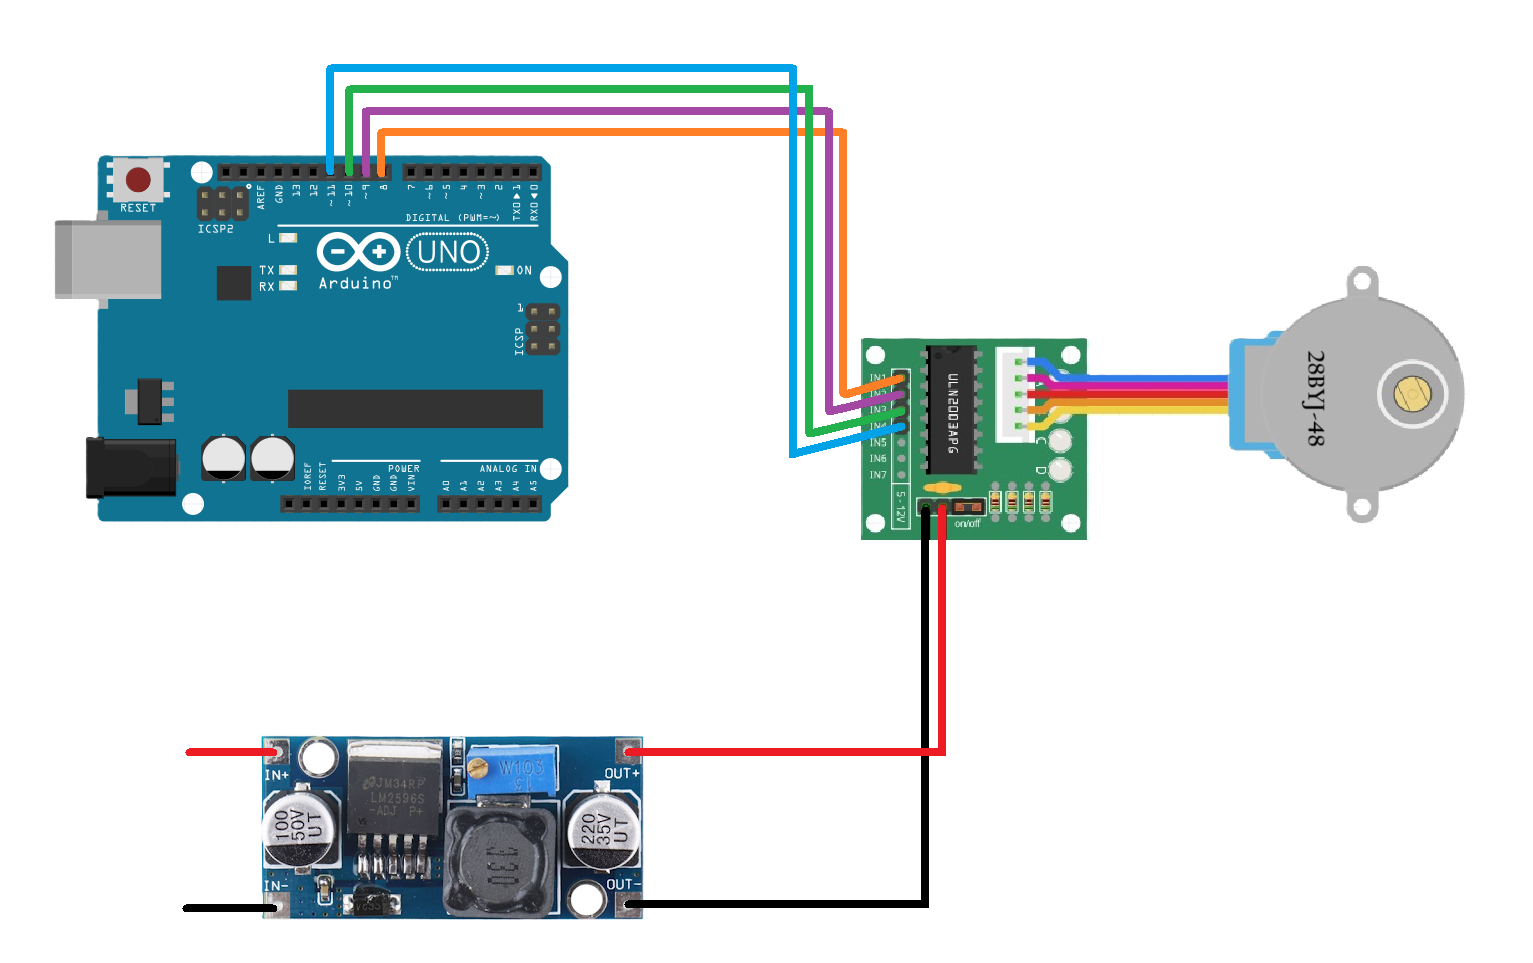 RESET
ICSP2
AREF
GND
13
12
~11
~10
~9
8
7
~6
~5
4
~3
2
TX0▶1
RX0◀0
DIGITAL (PWM=~)
L
TX
RX
UNO
Arduino™
ON
1
ICSP
IOREF
RESET
3V3
5V
GND
GND
VIN
POWER
ANALOG IN
A0
A1
A2
A3
A4
A5
IN1
IN3
IN4
IN5
IN6
IN7
ULN2003APG
5-12V
on/off
C
D
28BYJ-48
IN+
IN-
OUT+
OUT-
JM34RP
LM2596S
-ADJ P+
W103
100
50V
UT
220
35V
UT